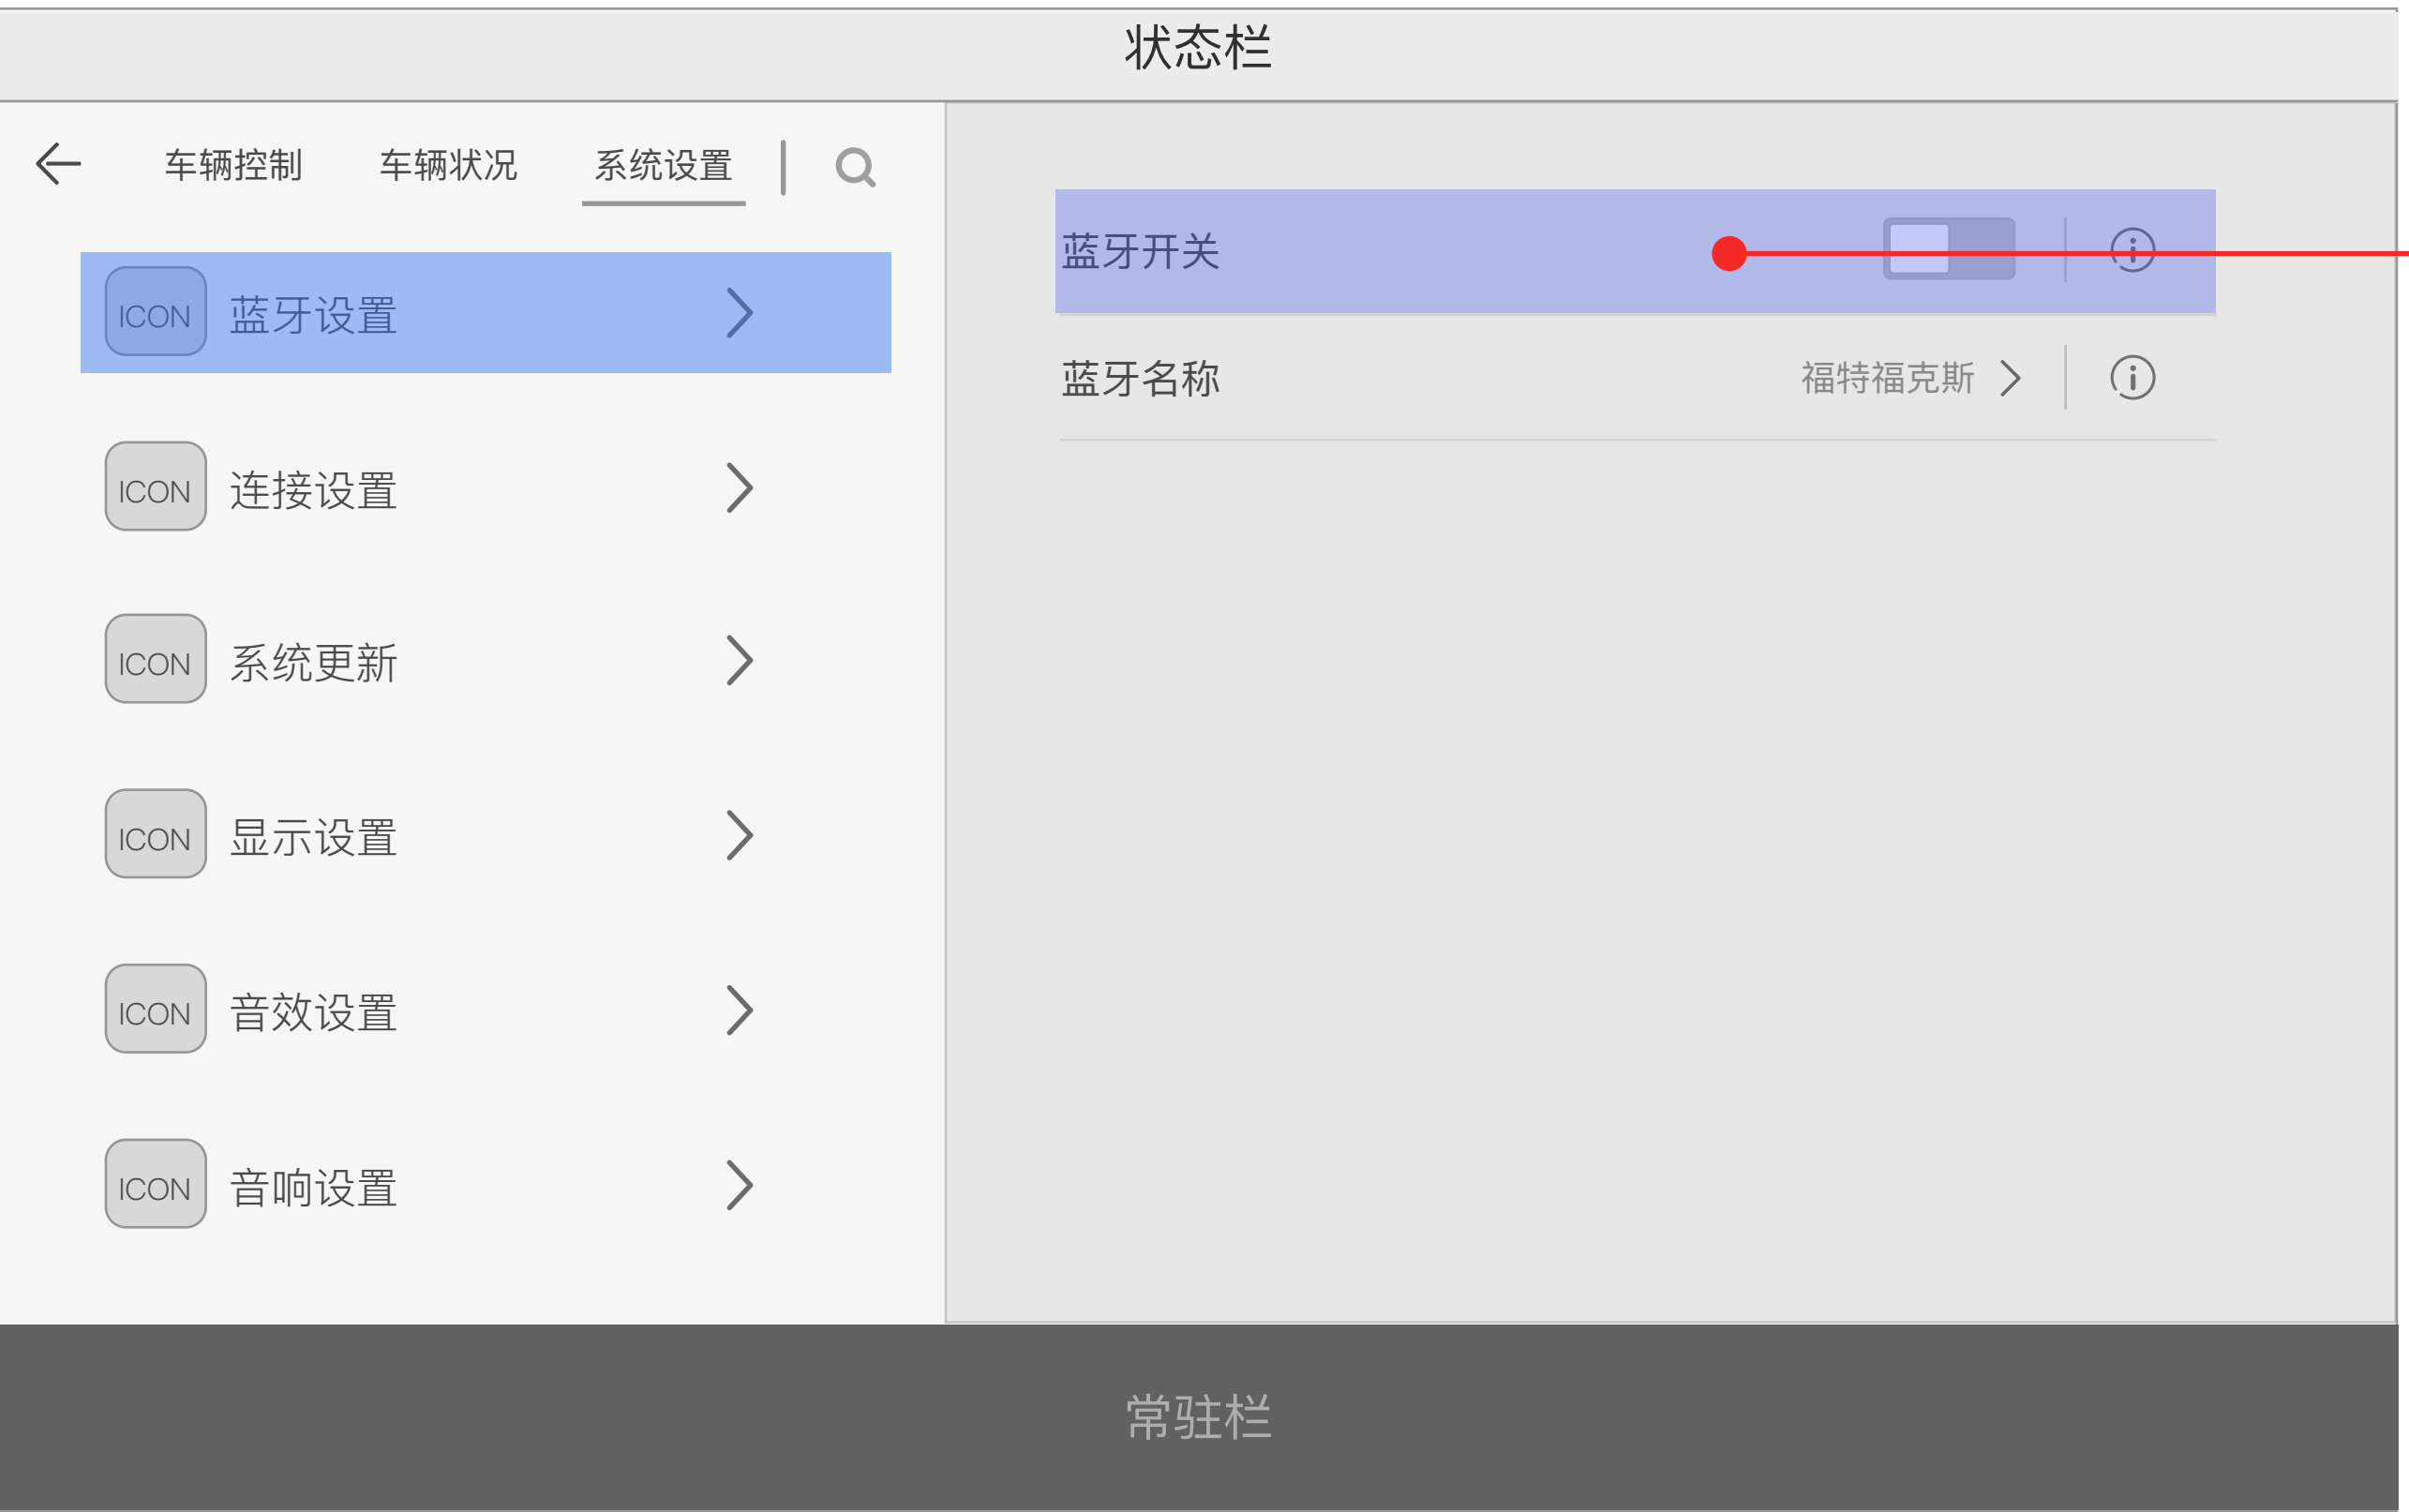 状态栏
车辆控制 车辆状况 系统设置
ICON 蓝牙设置
ICON 连接设置
ICON 系统更新
ICON 显示设置
ICON 音效设置
ICON 音响设置
蓝牙开关
蓝牙名称 福特福克斯
常驻栏